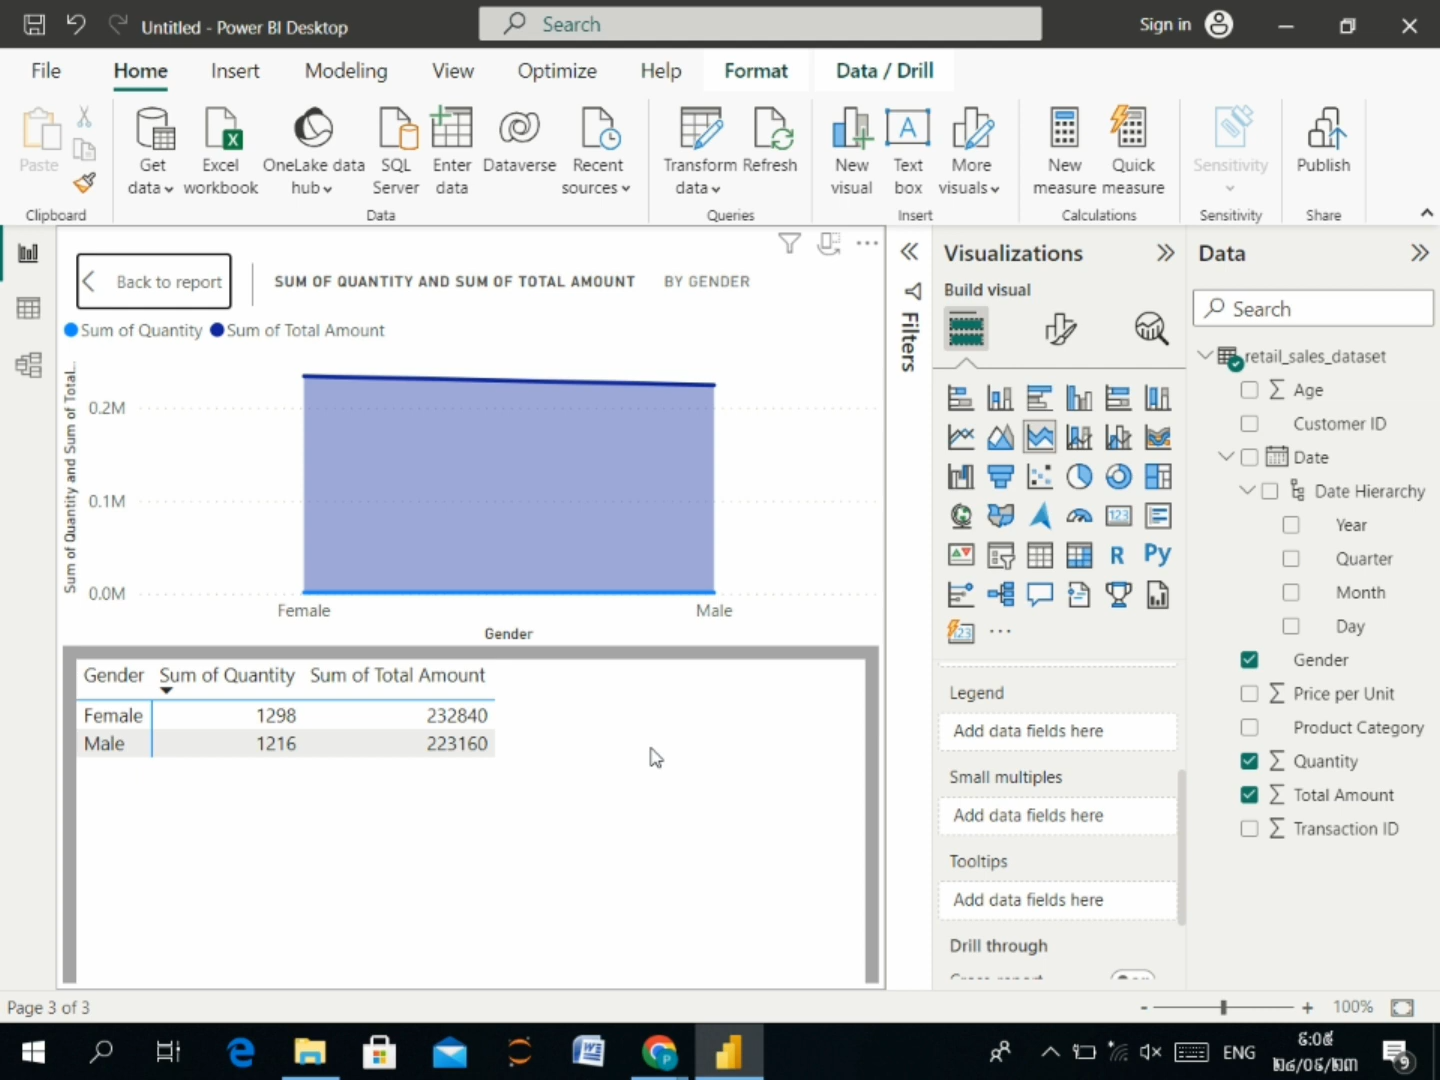 Untitled - Power BI Desktop
Search
Sign in
File
Home
Insert
Modeling
View
Optimize
Help
Format
Data / Drill
Paste
Get data
Excel workbook
OneLake data hub
SQL Server
Enter data
Dataverse
Recent sources
Transform data
Refresh
New visual
Text box
More visuals
New measure
Quick measure
Sensitivity
Publish
Clipboard
Data
Queries
Insert
Calculations
Sensitivity
Share
Back to report
SUM OF QUANTITY AND SUM OF TOTAL AMOUNT
BY GENDER
Sum of Quantity
Sum of Total Amount
Sum of Quantity and Sum of Total...
0.2M
0.1M
0.0M
Female
Male
Gender
Gender Sum of Quantity Sum of Total Amount
Female 1298 232840
Male 1216 223160
Filters
Visualizations
Build visual
123
R
Py
123
Legend
Add data fields here
Small multiples
Add data fields here
Tooltips
Add data fields here
Drill through
Data
Search
retail_sales_dataset
Age
Customer ID
Date
Date Hierarchy
Year
Quarter
Month
Day
Gender
Price per Unit
Product Category
Quantity
Total Amount
Transaction ID
Page 3 of 3
- + 100%
ENG
9